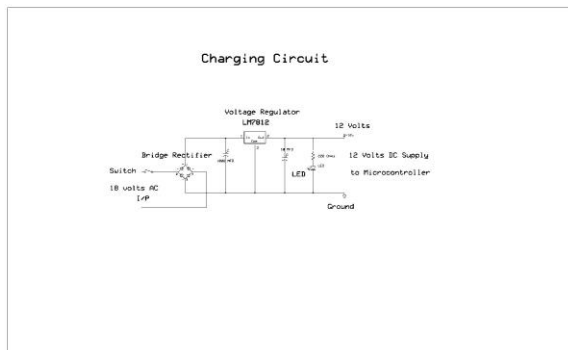 Charging Circuit
Voltage Regulator
LM7812
12 Volts
Bridge Rectifier
12 Volts DC Supply
to Microcontroller
Switch
LED
18 volts AC
I/P
Ground